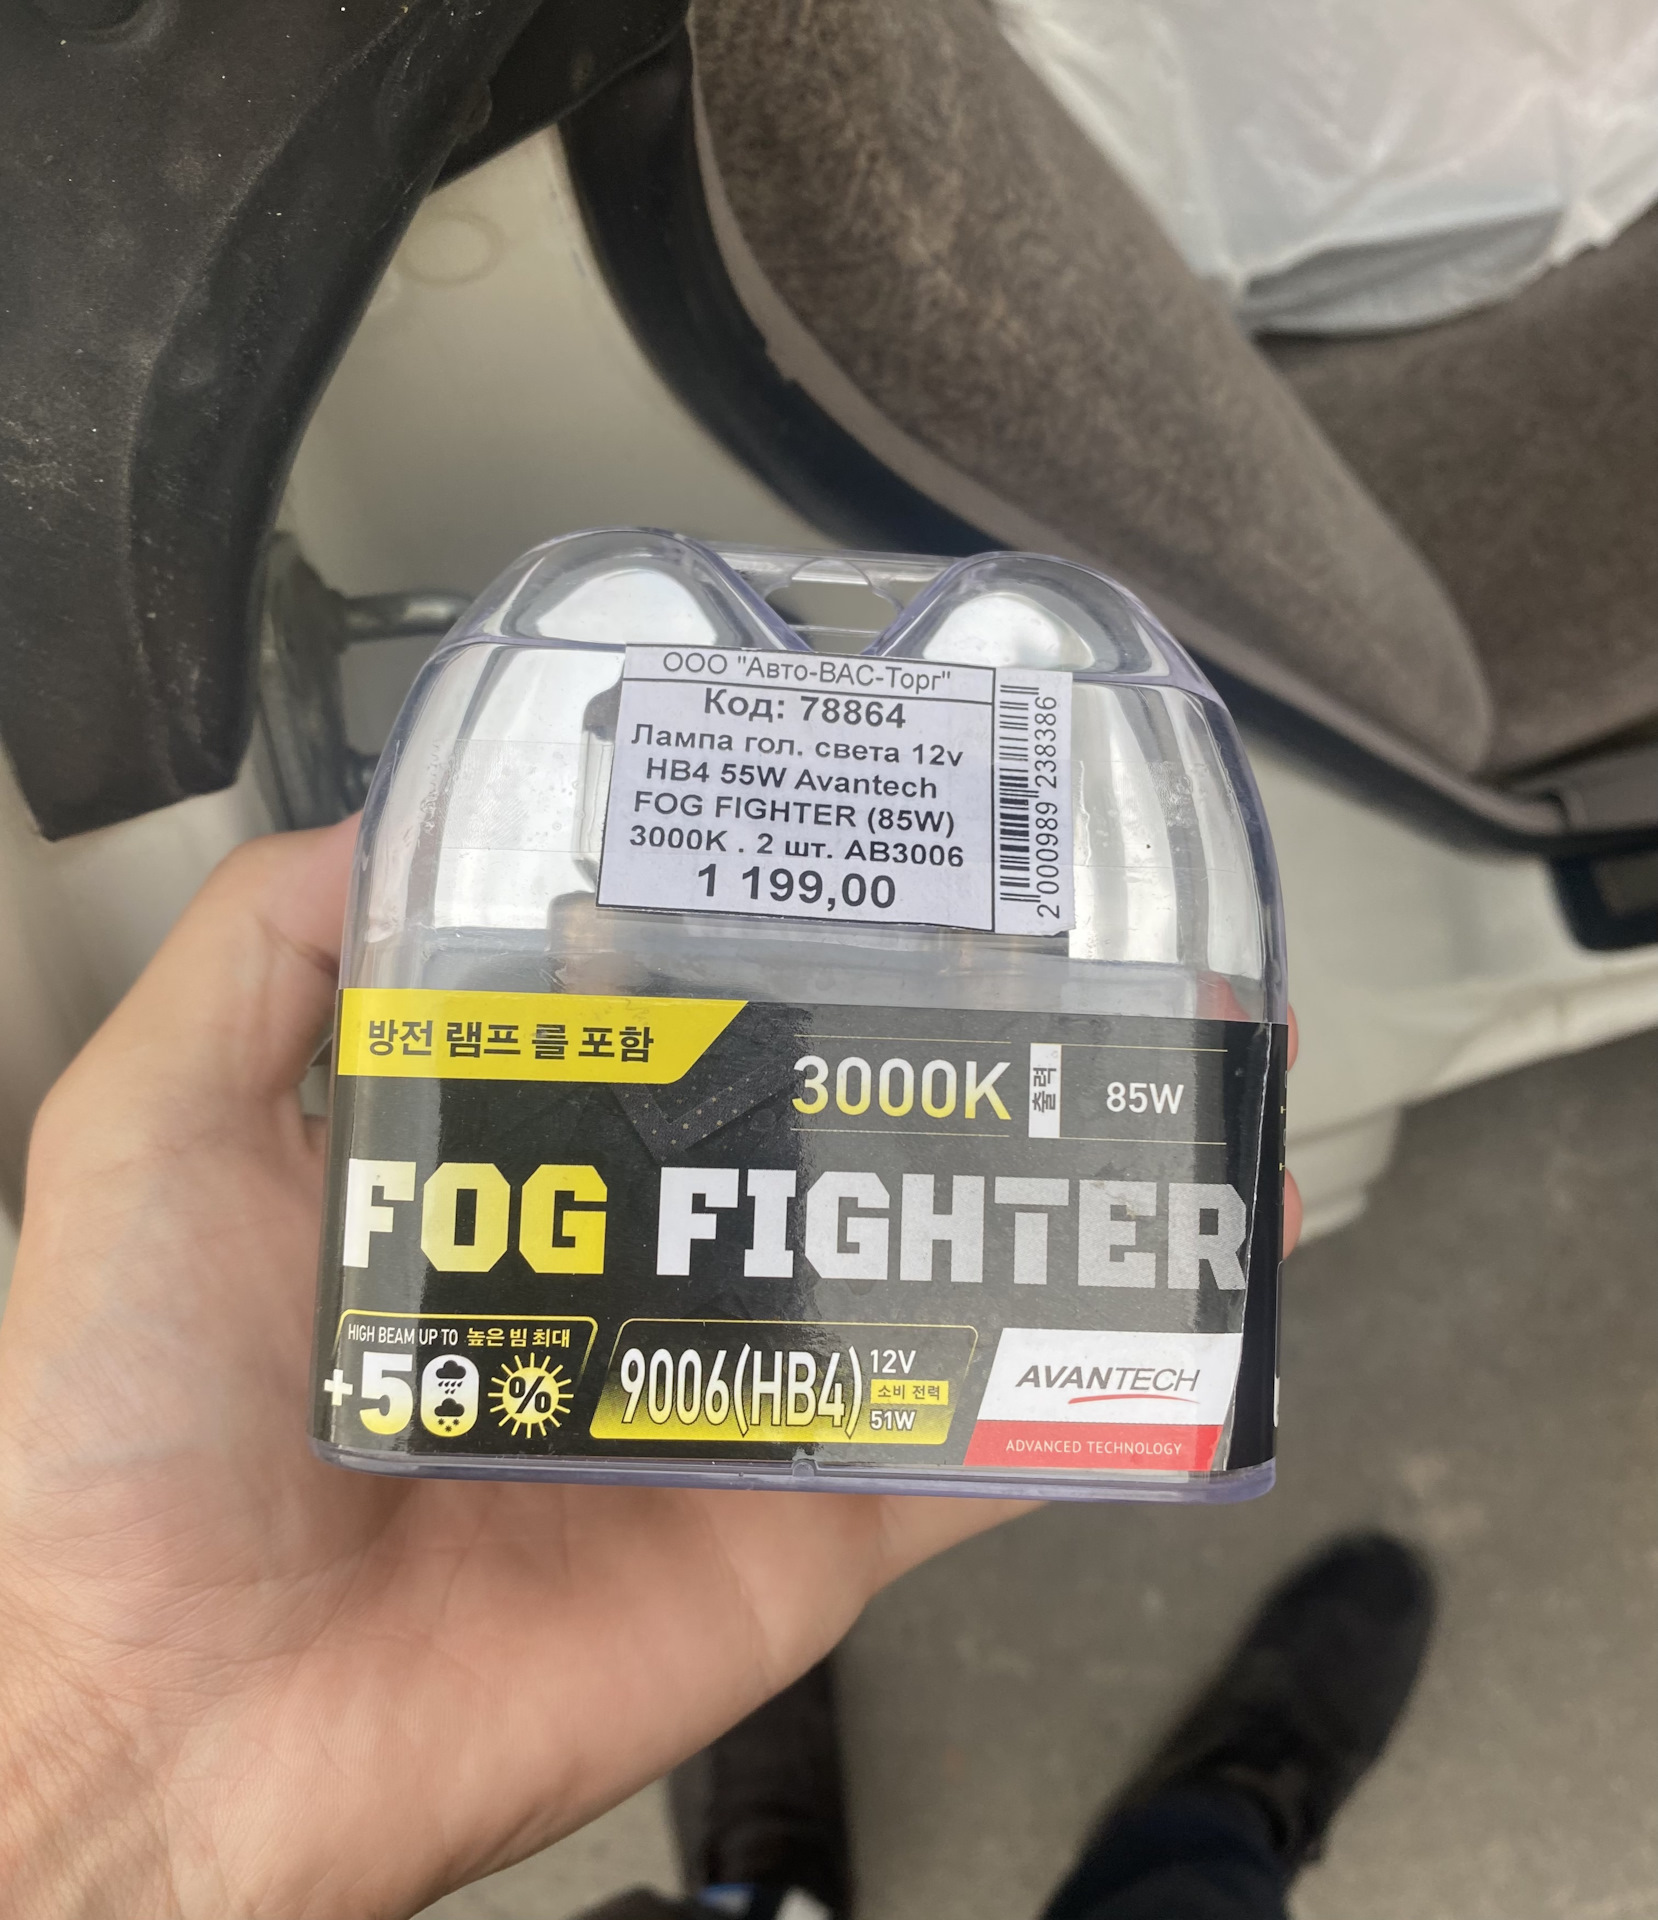 ООО "Авто-ВАС-Торг"
Код: 78864
Лампа гол. света 12v
HB4 55W Avantech
FOG FIGHTER (85W)
3000K . 2 шт. AB3006
1 199,00
2 000989 238386
방전 램프 를 포함
3000K
출력
85W
FOG FIGHTER
HIGH BEAM UP TO 높은 빔 최대
+50
%
9006(HB4)
12V
소비 전력
51W
AVANTECH
ADVANCED TECHNOLOGY